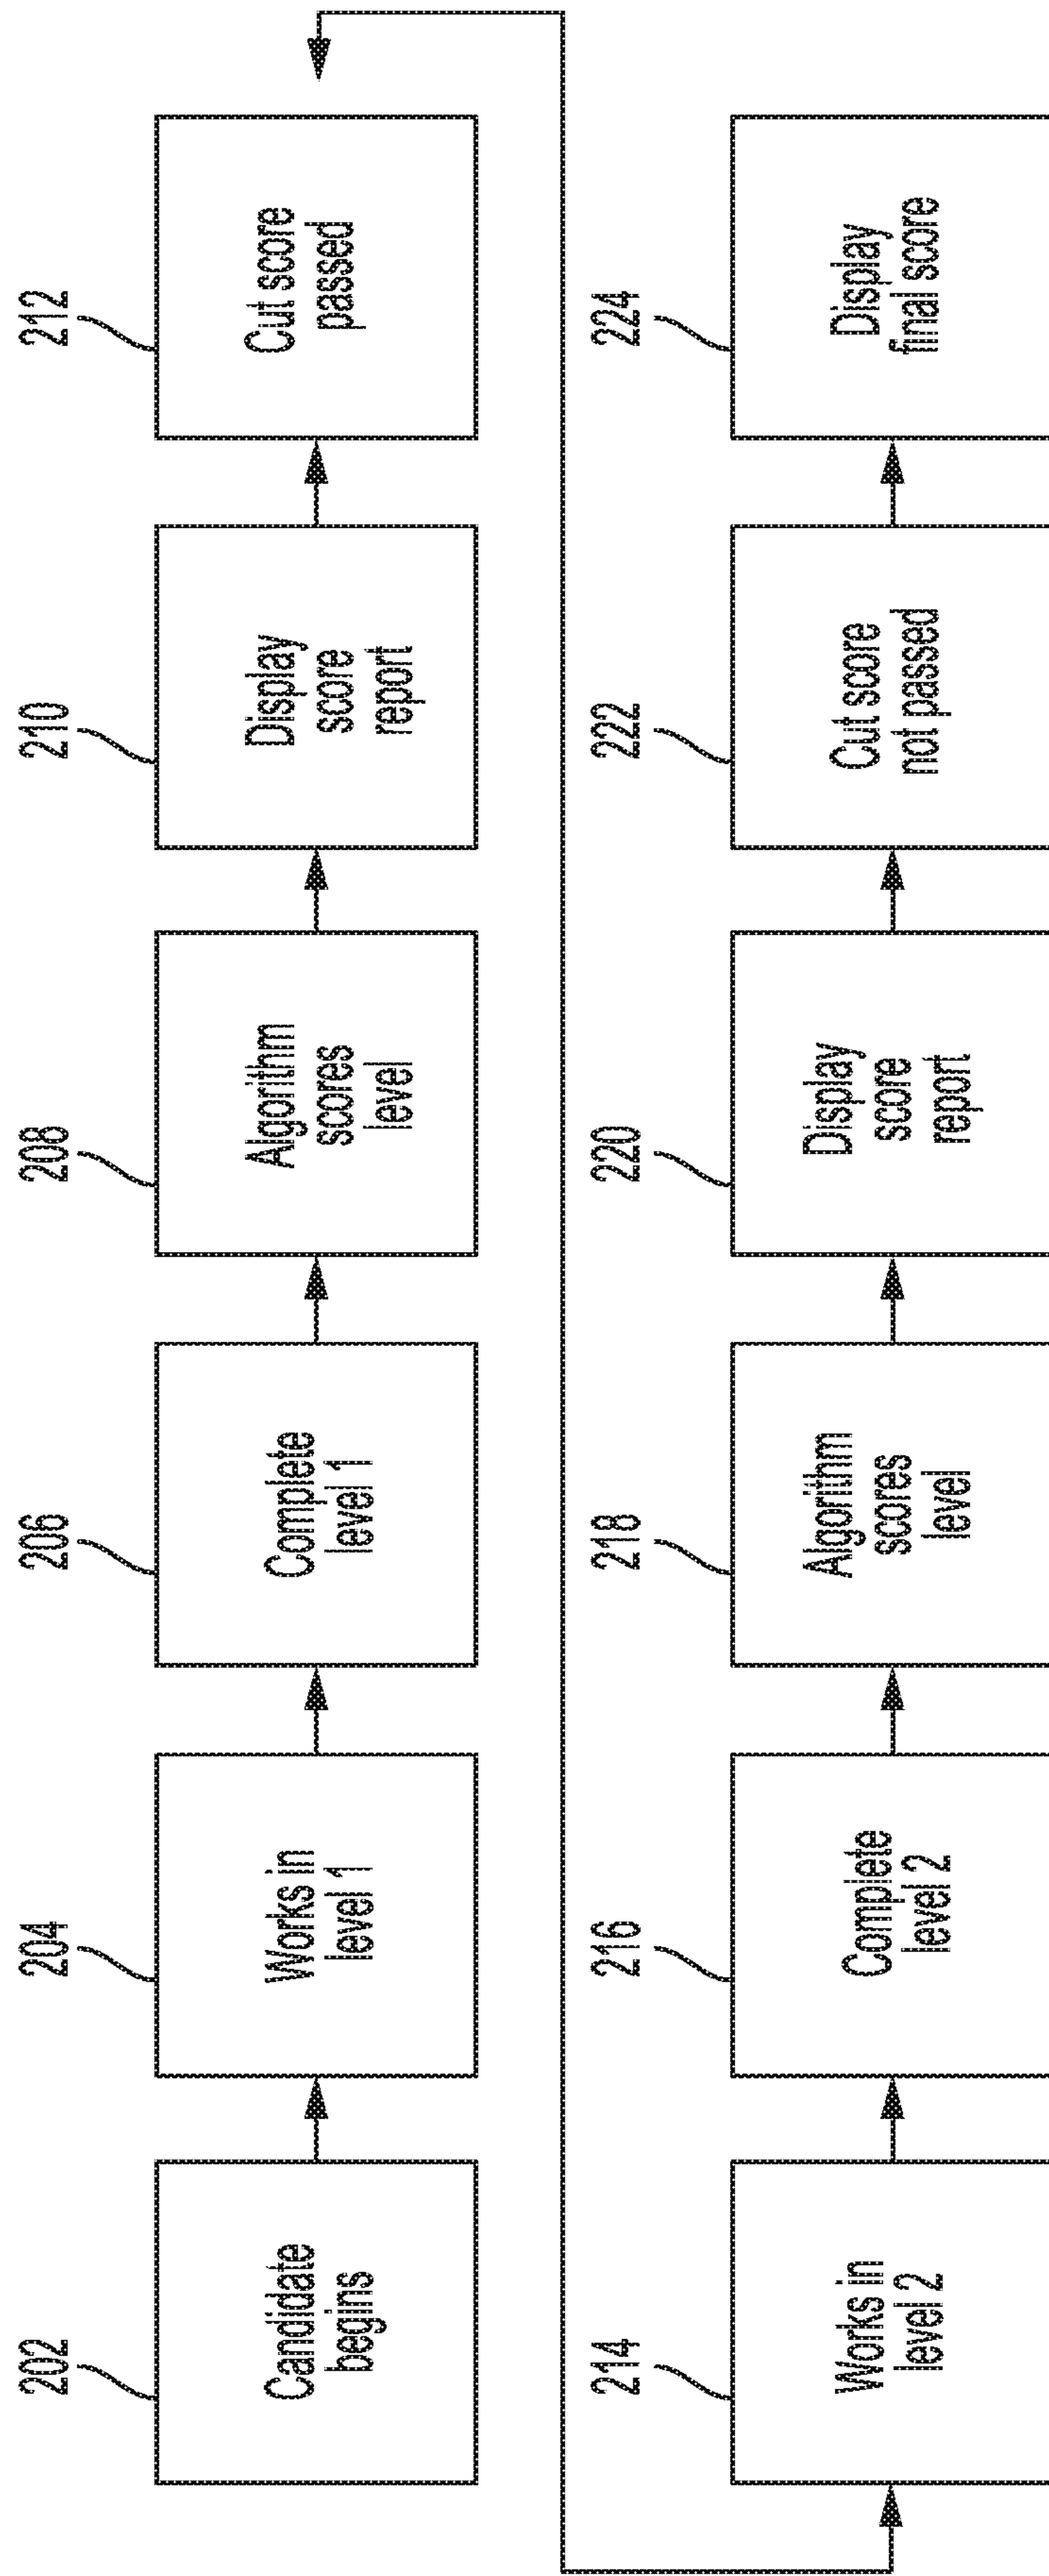 202
Candidate
begins
204
Works in
level 1
206
Complete
level 1
208
Algorithm
scores
level
210
Display
score
report
212
Cut score
passed
214
Works in
level 2
216
Complete
level 2
218
Algorithm
scores
level
220
Display
score
report
222
Cut score
not passed
224
Display
final score